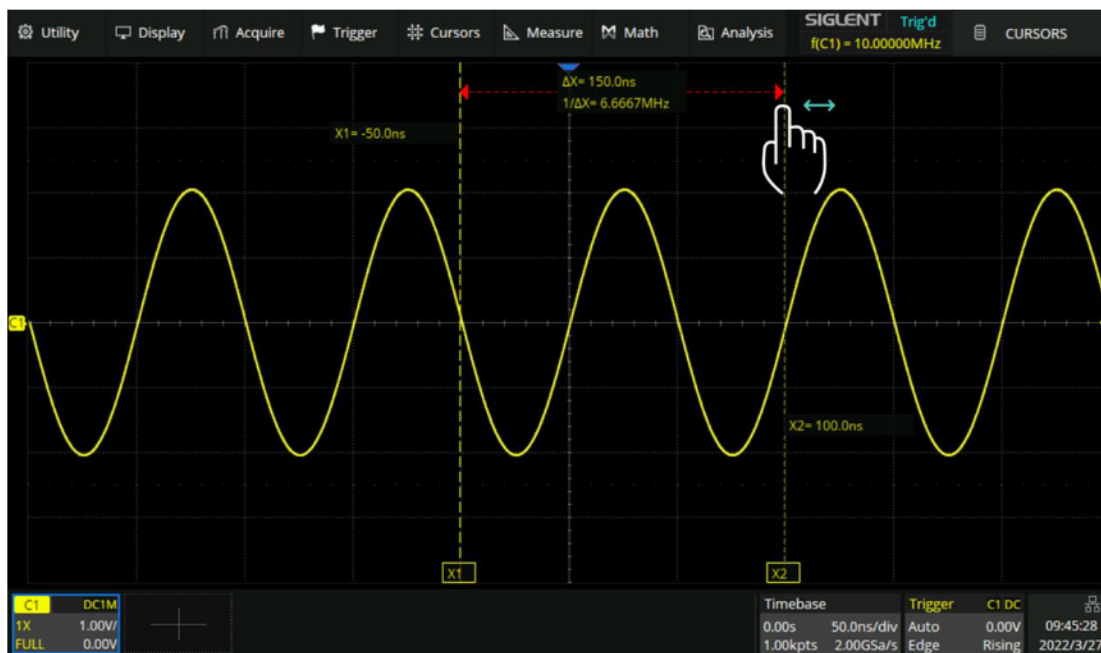 Utility Display Acquire Trigger Cursors Measure Math Analysis SIGLENT Trig'd CURSORS
f(C1) = 10.00000MHz
ΔX= 150.0ns
1/ΔX= 6.6667MHz
X1= -50.0ns
C1
X2= 100.0ns
X1 X2
C1 DC1M
1X 1.00V/
FULL 0.00V
Timebase
0.00s 50.0ns/div
1.00kpts 2.00GSa/s
Trigger C1 DC
Auto 0.00V
Edge Rising
09:45:28
2022/3/27